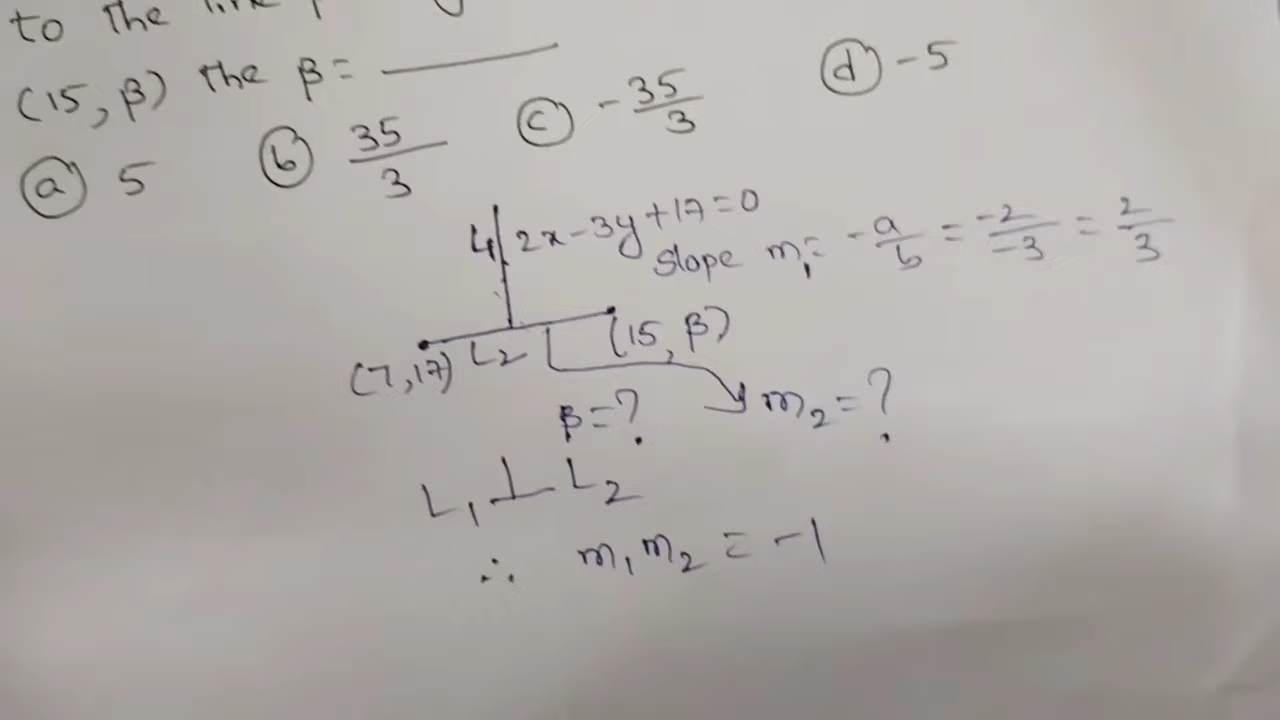 to the
(15, β) the β = ______
ⓐ 5 ⓑ 35/3 ⓒ -35/3 ⓓ -5
2x-3y+17=0
slope m₁ = -a/b = -2/-3 = 2/3
(7,17) L₂ (15, β)
β=? m₂=?
L₁⊥L₂
∴ m₁m₂ = -1